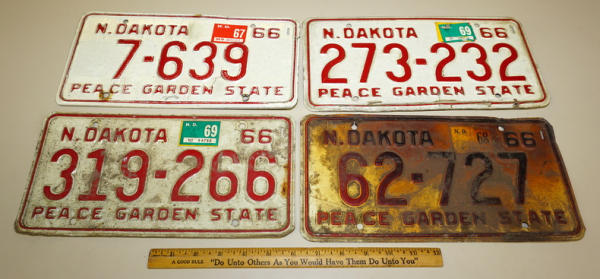 N. DAKOTA 67 66
7-639
PEACE GARDEN STATE
N. DAKOTA 69 66
273-232
PEACE GARDEN STATE
N. DAKOTA N.D. 69 66
319-266
PEACE GARDEN STATE
N. DAKOTA N.D. 66
62-727
PEACE GARDEN STATE
A GOOD RULE "Do Unto Others As You Would Have Them Do Unto You"